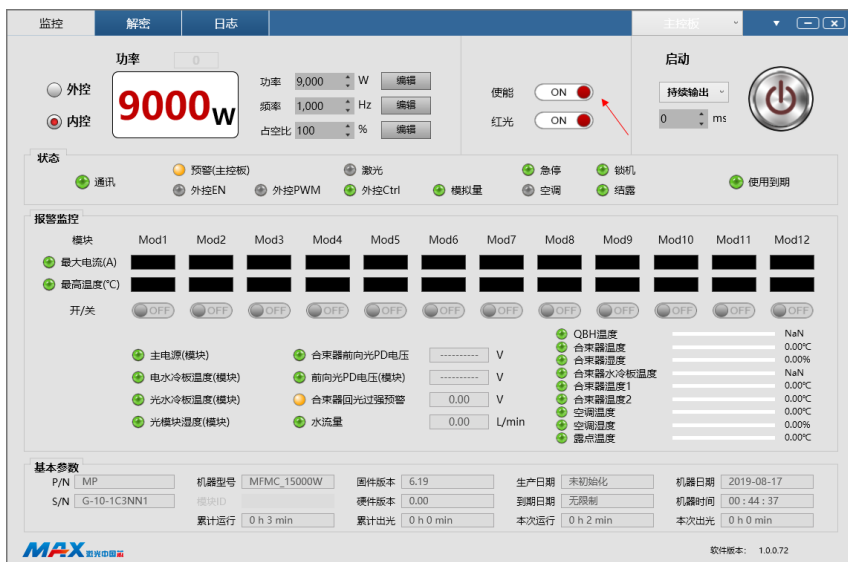 监控 解密 日志 主控板
功率 0 启动
外控 9000W 功率 9,000 W 编辑 使能 ON 持续输出
频率 1,000 Hz 编辑
内控 占空比 100 % 编辑 红光 ON 0 ms
状态
通讯 预警(主控板) 激光 急停 锁机 使用到期
外控EN 外控PWM 外控Ctrl 模拟量 空调 结露
报警监控
模块 Mod1 Mod2 Mod3 Mod4 Mod5 Mod6 Mod7 Mod8 Mod9 Mod10 Mod11 Mod12
最大电流(A)
最高温度(℃)
开/关 OFF OFF OFF OFF OFF OFF OFF OFF OFF OFF OFF OFF
主电源(模块) 合束器前向光PD电压 ---------- V
电水冷板温度(模块) 前向光PD电压(模块) ---------- V
光水冷板温度(模块) 合束器回光过强预警 0.00 V
光模块湿度(模块) 水流量 0.00 L/min
QBH温度 NaN
合束器温度 0.00℃
合束器湿度 0.00%
合束器水冷板温度 NaN
合束器温度1 0.00℃
合束器温度2 0.00℃
空调温度 0.00℃
空调湿度 0.00%
露点温度 0.00℃
基本参数
P/N MP 机器型号 MFMC_15000W 固件版本 6.19 生产日期 未初始化 机器日期 2019-08-17
S/N G-10-1C3NN1 模块ID 硬件版本 0.00 到期日期 无限制 机器时间 00:44:37
累计运行 0 h 3 min 累计出光 0 h 0 min 本次运行 0 h 2 min 本次出光 0 h 0 min
MAX 激光中国芯 软件版本: 1.0.0.72